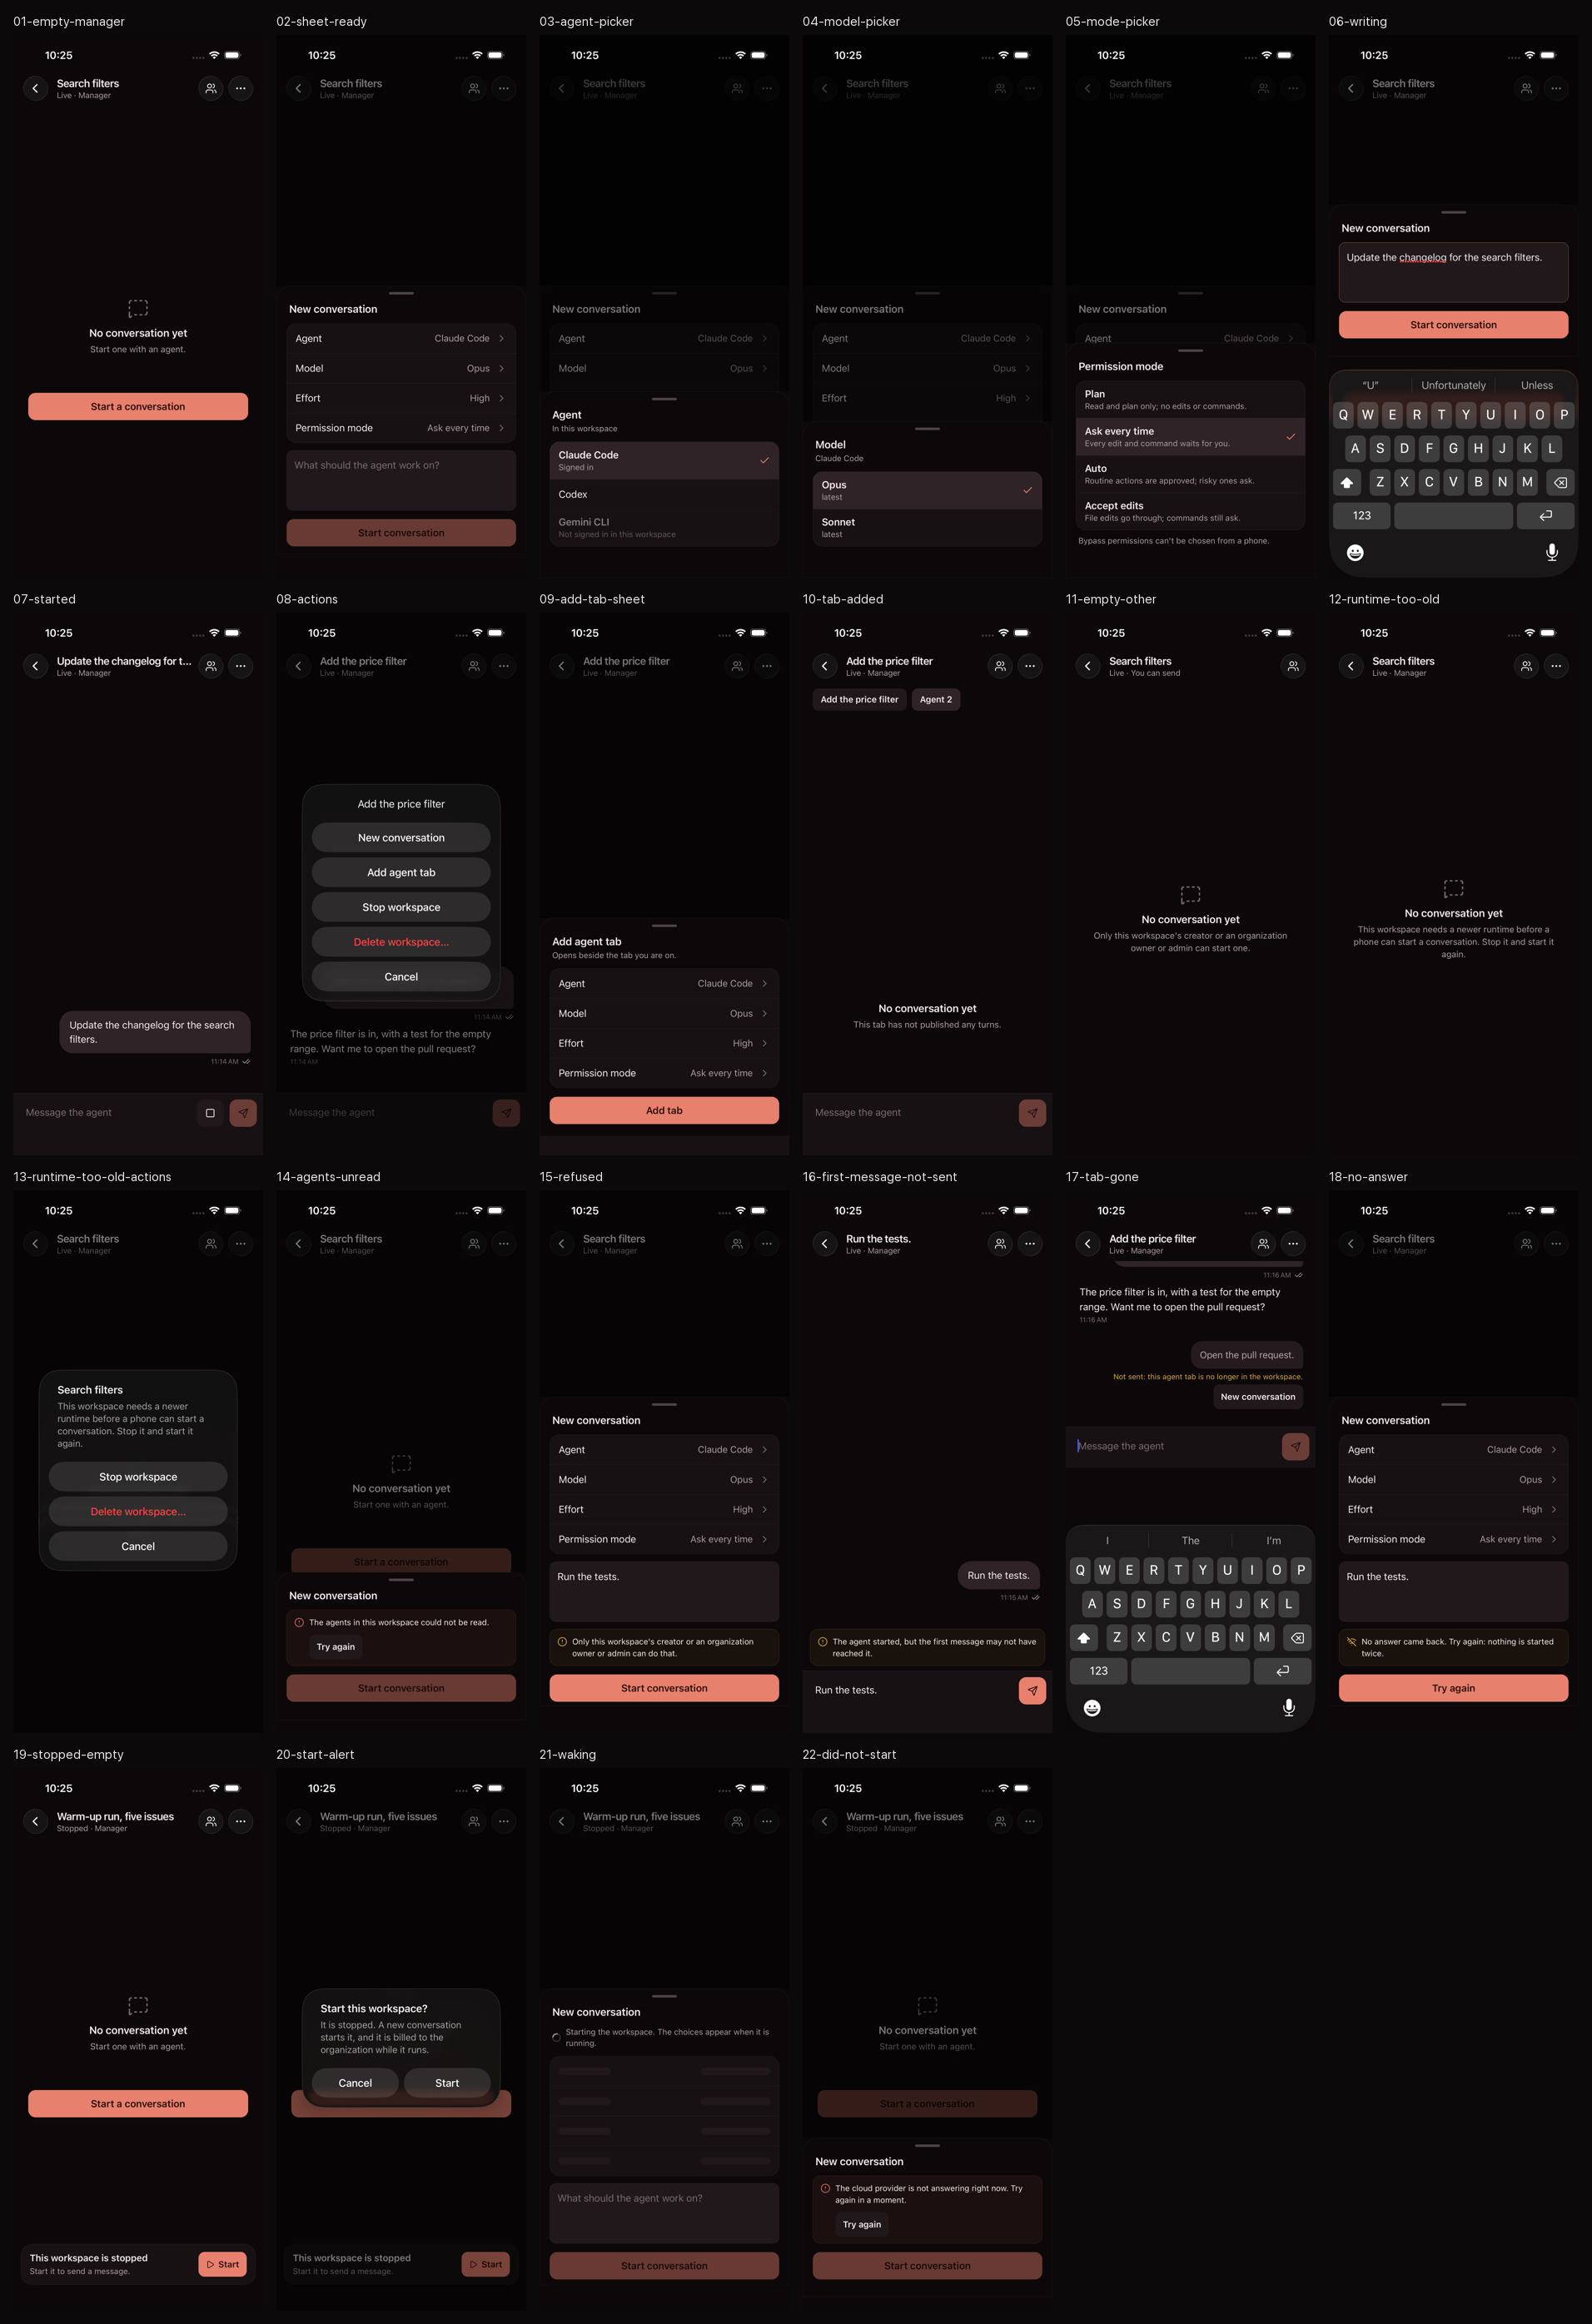 01-empty-manager
10:25
Search filters
Live · Manager
No conversation yet
Start one with an agent.
Start a conversation
02-sheet-ready
10:25
Search filters
Live · Manager
New conversation
Agent Claude Code
Model Opus
Effort High
Permission mode Ask every time
What should the agent work on?
Start conversation
03-agent-picker
10:25
Search filters
Live · Manager
New conversation
Agent Claude Code
Model Opus
Agent
In this workspace
Claude Code
Signed in
Codex
Gemini CLI
Not signed in in this workspace
04-model-picker
10:25
Search filters
Live · Manager
New conversation
Agent Claude Code
Model Opus
Effort High
Model
Claude Code
Opus
latest
Sonnet
latest
05-mode-picker
10:25
Search filters
Live · Manager
New conversation
Agent Claude Code
Permission mode
Plan
Read and plan only; no edits or commands.
Ask every time
Every edit and command waits for you.
Auto
Routine actions are approved; risky ones ask.
Accept edits
File edits go through; commands still ask.
Bypass permissions can't be chosen from a phone.
06-writing
10:25
Search filters
Live · Manager
New conversation
Update the changelog for the search filters.
Start conversation
“U” Unfortunately Unless
Q W E R T Y U I O P
A S D F G H J K L
Z X C V B N M
123
07-started
10:25
Update the changelog for t...
Live · Manager
Update the changelog for the search
filters.
11:14 AM
Message the agent
08-actions
10:25
Add the price filter
Live · Manager
Add the price filter
New conversation
Add agent tab
Stop workspace
Delete workspace...
Cancel
11:14 AM
The price filter is in, with a test for the empty
range. Want me to open the pull request?
11:14 AM
Message the agent
09-add-tab-sheet
10:25
Add the price filter
Live · Manager
Add agent tab
Opens beside the tab you are on.
Agent Claude Code
Model Opus
Effort High
Permission mode Ask every time
Add tab
10-tab-added
10:25
Add the price filter
Live · Manager
Add the price filter Agent 2
No conversation yet
This tab has not published any turns.
Message the agent
11-empty-other
10:25
Search filters
Live · You can send
No conversation yet
Only this workspace's creator or an organization
owner or admin can start one.
12-runtime-too-old
10:25
Search filters
Live · Manager
No conversation yet
This workspace needs a newer runtime before a
phone can start a conversation. Stop it and start it
again.
13-runtime-too-old-actions
10:25
Search filters
Live · Manager
Search filters
This workspace needs a newer
runtime before a phone can start a
conversation. Stop it and start it
again.
Stop workspace
Delete workspace...
Cancel
14-agents-unread
10:25
Search filters
Live · Manager
No conversation yet
Start one with an agent.
Start a conversation
New conversation
The agents in this workspace could not be read.
Try again
Start conversation
15-refused
10:25
Search filters
Live · Manager
New conversation
Agent Claude Code
Model Opus
Effort High
Permission mode Ask every time
Run the tests.
Only this workspace's creator or an organization
owner or admin can do that.
Start conversation
16-first-message-not-sent
10:25
Run the tests.
Live · Manager
Run the tests.
11:15 AM
The agent started, but the first message may not have
reached it.
Run the tests.
17-tab-gone
10:25
Add the price filter
Live · Manager
11:16 AM
The price filter is in, with a test for the empty
range. Want me to open the pull request?
11:16 AM
Open the pull request.
Not sent: this agent tab is no longer in the workspace.
New conversation
Message the agent
I The I'm
Q W E R T Y U I O P
A S D F G H J K L
Z X C V B N M
123
18-no-answer
10:25
Search filters
Live · Manager
New conversation
Agent Claude Code
Model Opus
Effort High
Permission mode Ask every time
Run the tests.
No answer came back. Try again: nothing is started
twice.
Try again
19-stopped-empty
10:25
Warm-up run, five issues
Stopped · Manager
No conversation yet
Start one with an agent.
Start a conversation
This workspace is stopped
Start it to send a message.
Start
20-start-alert
10:25
Warm-up run, five issues
Stopped · Manager
Start this workspace?
It is stopped. A new conversation
starts it, and it is billed to the
organization while it runs.
Cancel Start
This workspace is stopped
Start it to send a message.
Start
21-waking
10:25
Warm-up run, five issues
Stopped · Manager
New conversation
Starting the workspace. The choices appear when it is
running.
What should the agent work on?
Start conversation
22-did-not-start
10:25
Warm-up run, five issues
Stopped · Manager
No conversation yet
Start one with an agent.
Start a conversation
New conversation
The cloud provider is not answering right now. Try
again in a moment.
Try again
Start conversation